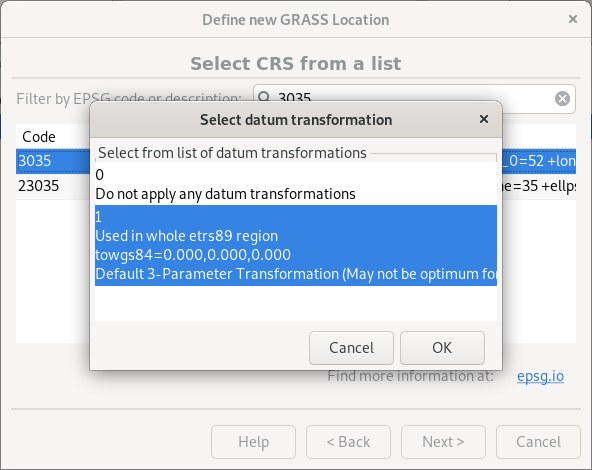 Define new GRASS Location
Select CRS from a list
Filter by EPSG code or description:
3035
Select datum transformation
Code
Select from list of datum transformations
3035
_0=52 +lon
23035
ne=35 +ellps
0
Do not apply any datum transformations
1
Used in whole etrs89 region
towgs84=0.000,0.000,0.000
Default 3-Parameter Transformation (May not be optimum for
Cancel
OK
Find more information at:
epsg.io
Help
< Back
Next >
Cancel